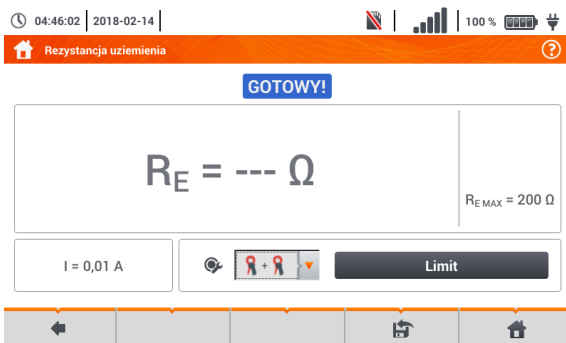 04:46:02 2018-02-14 100 %
Rezystancja uziemienia ?
GOTOWY!
RE = --- Ω
RE MAX = 200 Ω
I = 0,01 A + Limit